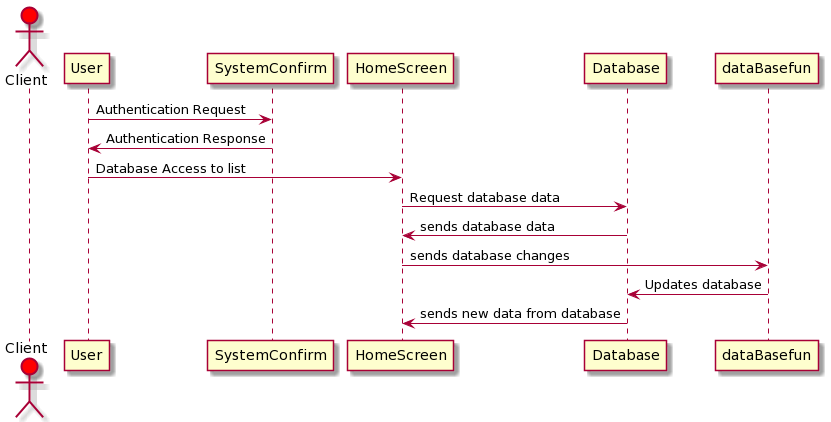 Client
User
SystemConfirm
HomeScreen
Database
dataBasefun
Authentication Request
Authentication Response
Database Access to list
Request database data
sends database data
sends database changes
Updates database
sends new data from database
Client
User
SystemConfirm
HomeScreen
Database
dataBasefun